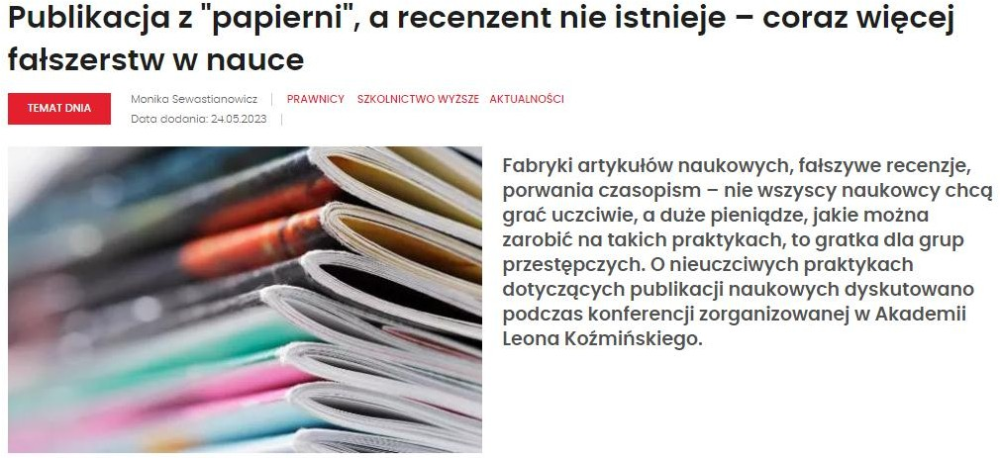 Publikacja z "papierni", a recenzent nie istnieje – coraz więcej
fałszerstw w nauce
TEMAT DNIA
Monika Sewastianowicz
PRAWNICY SZKOLNICTWO WYŻSZE AKTUALNOŚCI
Data dodania: 24.05.2023
Fabryki artykułów naukowych, fałszywe recenzje,
porwania czasopism – nie wszyscy naukowcy chcą
grać uczciwie, a duże pieniądze, jakie można
zarobić na takich praktykach, to gratka dla grup
przestępczych. O nieuczciwych praktykach
dotyczących publikacji naukowych dyskutowano
podczas konferencji zorganizowanej w Akademii
Leona Koźmińskiego.